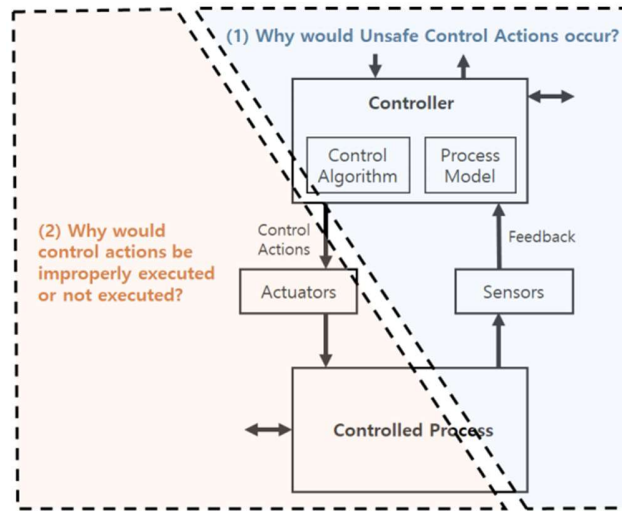 (1) Why would Unsafe Control Actions occur?
Controller
Control
Algorithm
Process
Model
(2) Why would
control actions be
improperly executed
or not executed?
Control
Actions
Feedback
Actuators
Sensors
Controlled Process